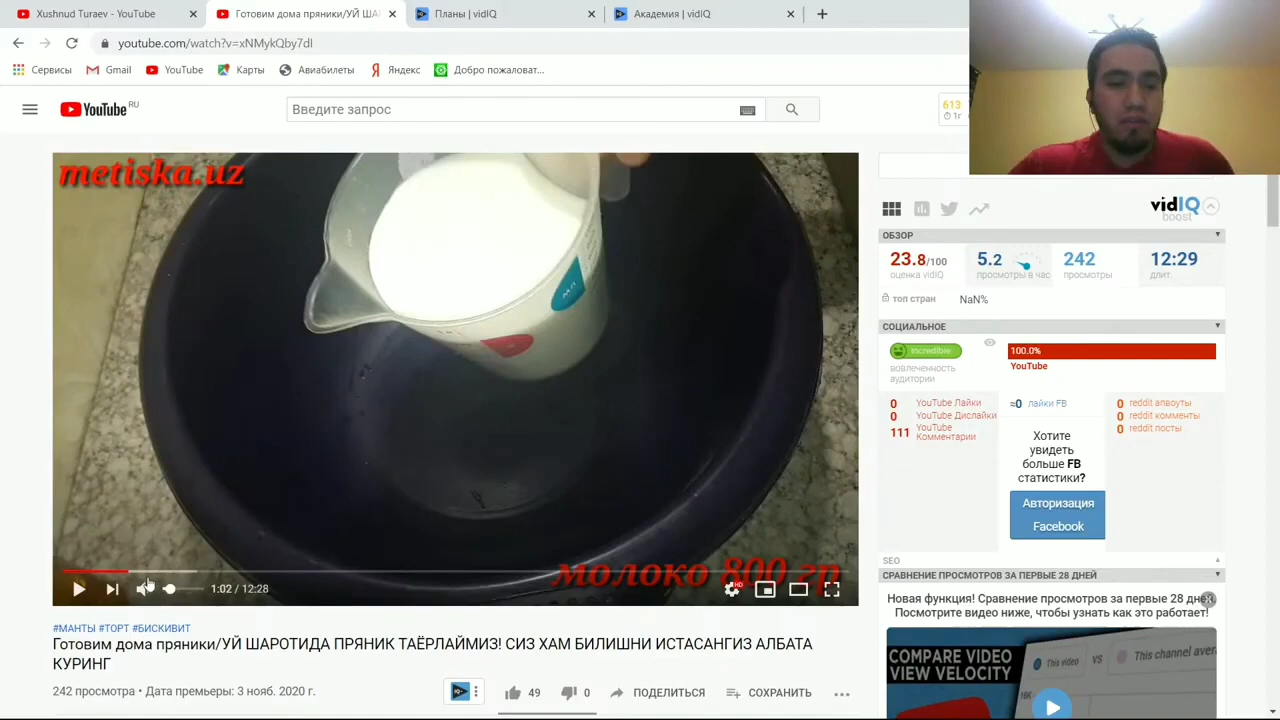 Xushnud Turaev - YouTube
Готовим дома пряники/УЙ ША
Планы | vidIQ
Академия | vidIQ
youtube.com/watch?v=xNMykQby7dI
Сервисы
Gmail
YouTube
Карты
Авиабилеты
Яндекс
Добро пожаловат...
YouTube RU
Введите запрос
613
1г
metiska.uz
молоко 800 гр
1:02 / 12:28
HD
#МАНТЫ #ТОРТ #БИСКИВИТ
Готовим дома пряники/УЙ ШАРОТИДА ПРЯНИК ТАЁРЛАЙМИЗ! СИЗ ХАМ БИЛИШНИ ИСТАСАНГИЗ АЛБАТА
КУРИНГ
242 просмотра • Дата премьеры: 3 нояб. 2020 г.
49
0
ПОДЕЛИТЬСЯ
СОХРАНИТЬ
vidIQ
boost
ОБЗОР
23.8/100
оценка vidIQ
5.2
просмотры в час
242
просмотры
12:29
длит.
топ стран
NaN%
СОЦИАЛЬНОЕ
incredible
вовлеченность
аудитории
100.0%
YouTube
0 YouTube Лайки
0 YouTube Дислайки
111 YouTube
Комментарии
≈0 лайки FB
Хотите
увидеть
больше FB
статистики?
Авторизация
Facebook
0 reddit апвоуты
0 reddit комменты
0 reddit посты
SEO
СРАВНЕНИЕ ПРОСМОТРОВ ЗА ПЕРВЫЕ 28 ДНЕЙ
Новая функция! Сравнение просмотров за первые 28 дней.
Посмотрите видео ниже, чтобы узнать как это работает!
COMPARE VIDEO
VIEW VELOCITY
This video
VS
This channel aver